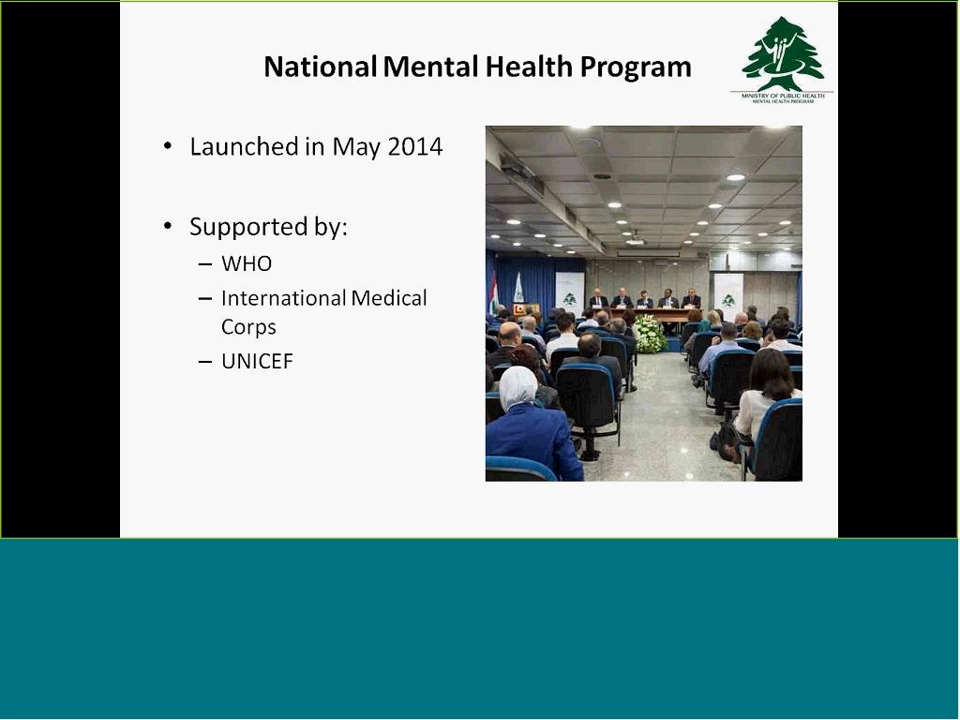 National Mental Health Program
MINISTRY OF PUBLIC HEALTH
MENTAL HEALTH PROGRAM
• Launched in May 2014
• Supported by:
– WHO
– International Medical
Corps
– UNICEF